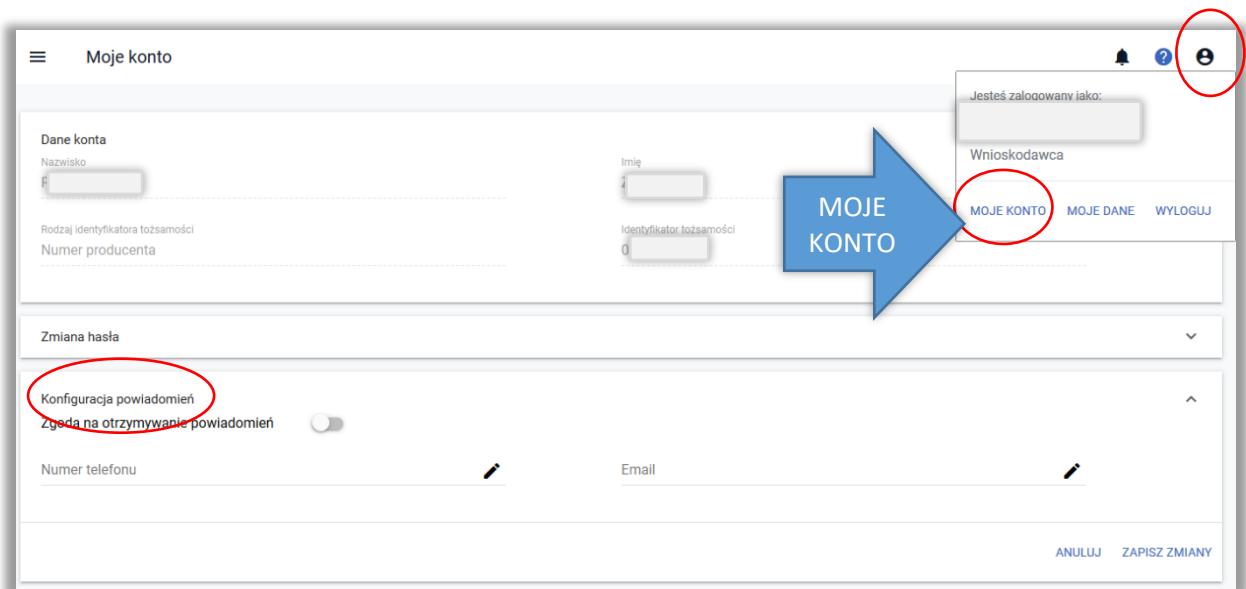 Moje konto
Jesteś zalogowany jako:
Wnioskodawca
MOJE KONTO MOJE DANE WYLOGUJ
MOJE
KONTO
Dane konta
Nazwisko
Imię
Rodzaj identyfikatora tożsamości
Numer producenta
Identyfikator tożsamości
0
Zmiana hasła
Konfiguracja powiadomień
Zgoda na otrzymywanie powiadomień
Numer telefonu
Email
ANULUJ ZAPISZ ZMIANY